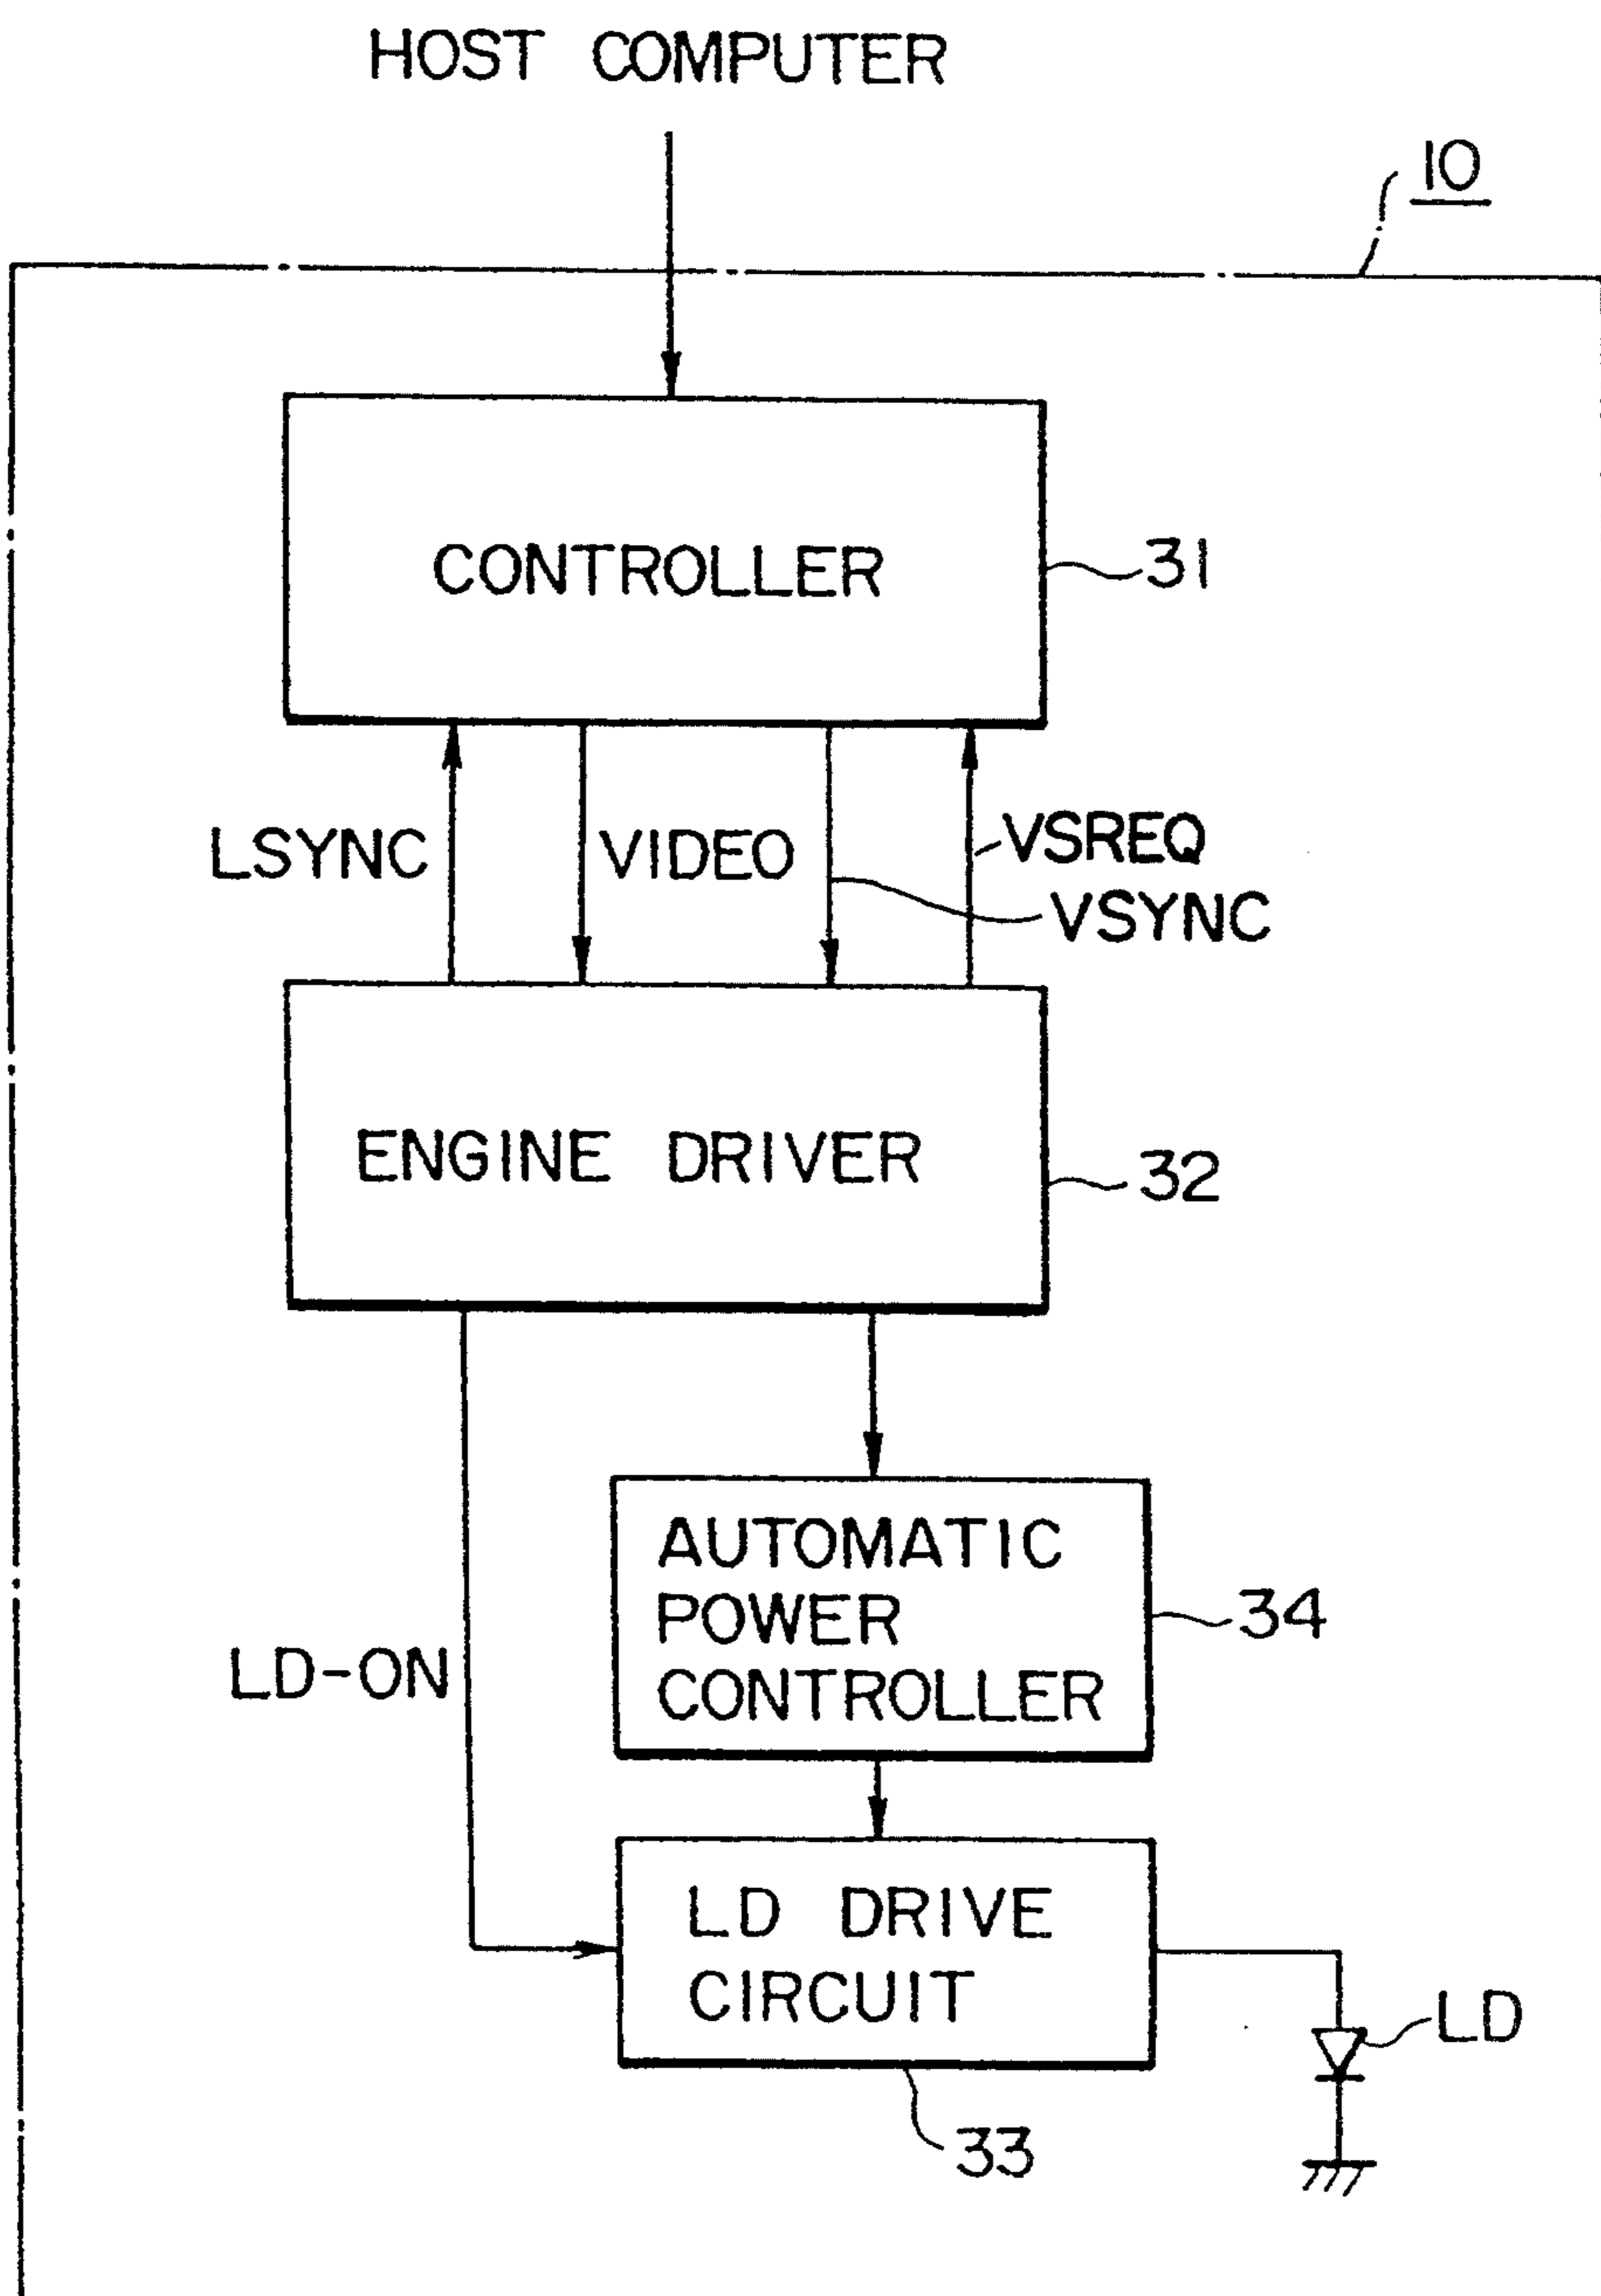 HOST COMPUTER
10
CONTROLLER
31
LSYNC
VIDEO
VSREQ
VSYNC
ENGINE DRIVER
32
AUTOMATIC
POWER
CONTROLLER
34
LD-ON
LD DRIVE
CIRCUIT
LD
33